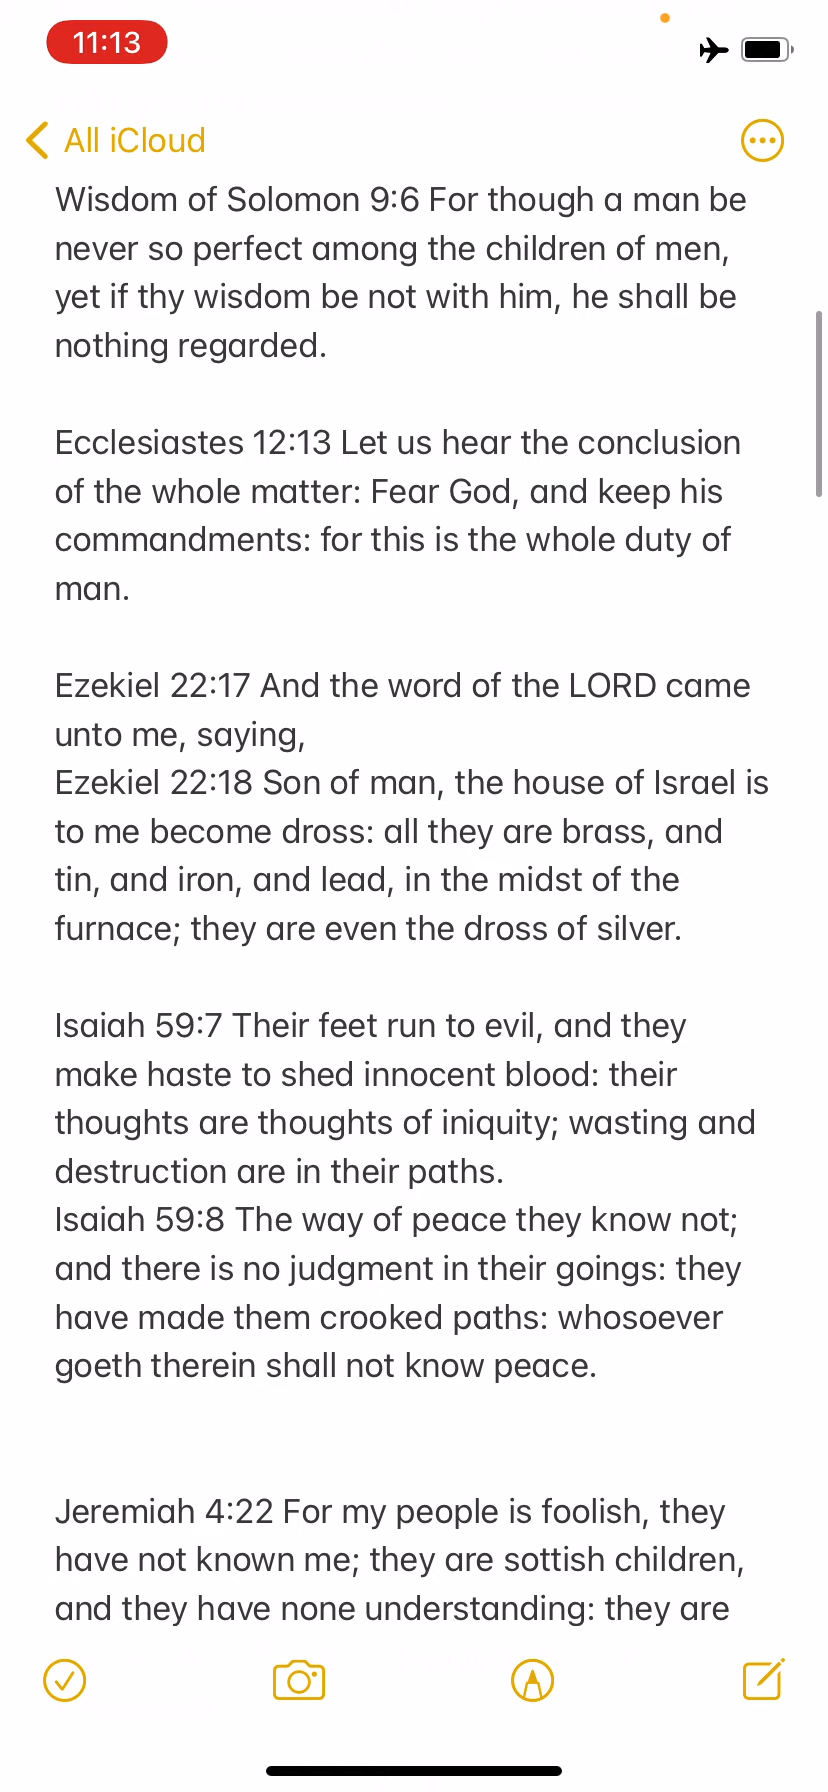 11:13
All iCloud
Wisdom of Solomon 9:6 For though a man be
never so perfect among the children of men,
yet if thy wisdom be not with him, he shall be
nothing regarded.
Ecclesiastes 12:13 Let us hear the conclusion
of the whole matter: Fear God, and keep his
commandments: for this is the whole duty of
man.
Ezekiel 22:17 And the word of the LORD came
unto me, saying,
Ezekiel 22:18 Son of man, the house of Israel is
to me become dross: all they are brass, and
tin, and iron, and lead, in the midst of the
furnace; they are even the dross of silver.
Isaiah 59:7 Their feet run to evil, and they
make haste to shed innocent blood: their
thoughts are thoughts of iniquity; wasting and
destruction are in their paths.
Isaiah 59:8 The way of peace they know not;
and there is no judgment in their goings: they
have made them crooked paths: whosoever
goeth therein shall not know peace.
Jeremiah 4:22 For my people is foolish, they
have not known me; they are sottish children,
and they have none understanding: they are